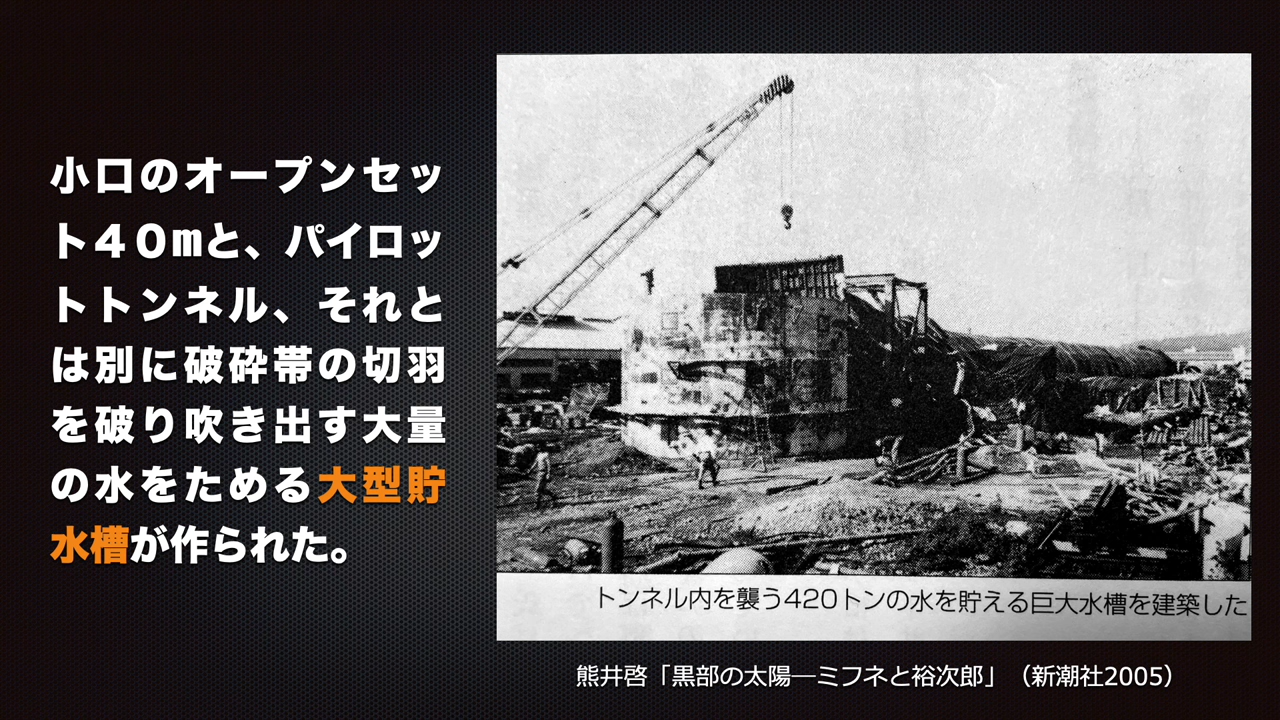 小口のオープンセッ
ト４０ｍと、パイロッ
トトンネル、それと
は別に破砕帯の切羽
を破り吹き出す大量
の水をためる大型貯
水槽が作られた。
トンネル内を襲う420トンの水を貯える巨大水槽を建築した
熊井啓「黒部の太陽―ミフネと裕次郎」（新潮社2005）